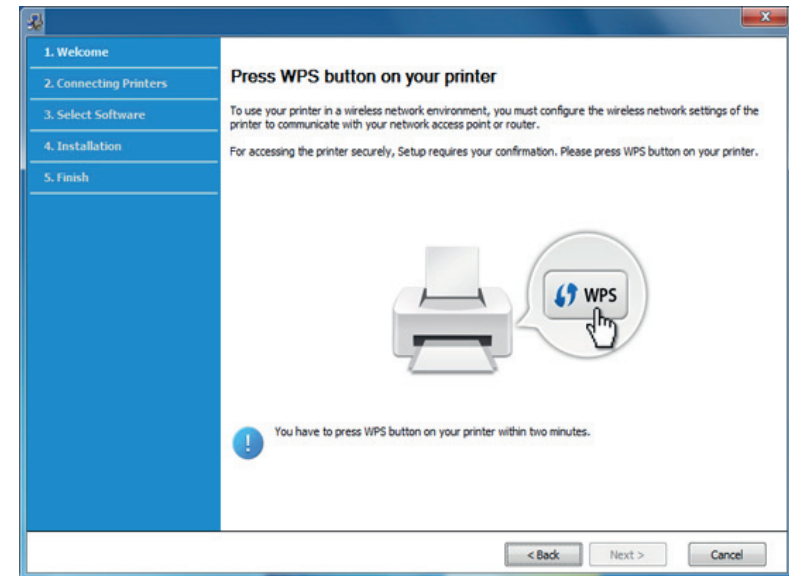 1. Welcome
2. Connecting Printers
3. Select Software
4. Installation
5. Finish
Press WPS button on your printer
To use your printer in a wireless network environment, you must configure the wireless network settings of the
printer to communicate with your network access point or router.
For accessing the printer securely, Setup requires your confirmation. Please press WPS button on your printer.
WPS
You have to press WPS button on your printer within two minutes.
< Back Next > Cancel